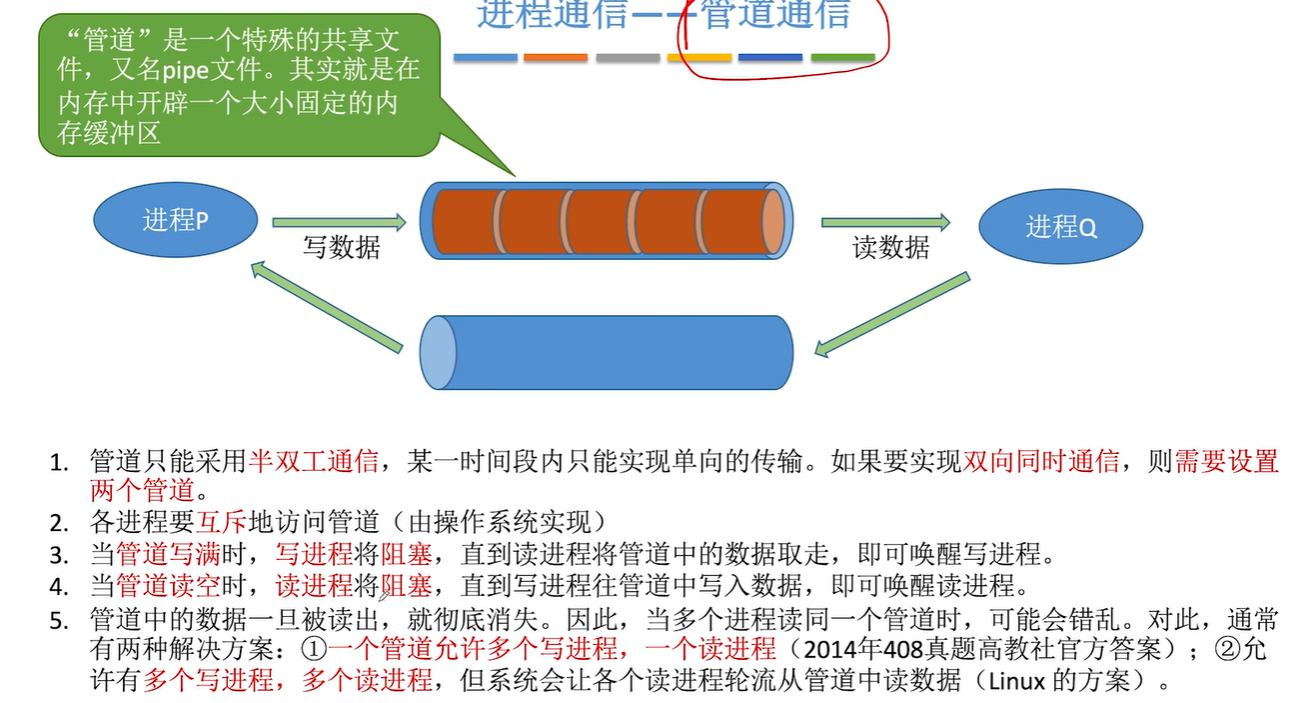 进程通信——管道通信
“管道”是一个特殊的共享文
件，又名pipe文件。其实就是在
内存中开辟一个大小固定的内
存缓冲区
进程P
写数据
读数据
进程Q
1. 管道只能采用半双工通信，某一时间段内只能实现单向的传输。如果要实现双向同时通信，则需要设置
两个管道。
2. 各进程要互斥地访问管道（由操作系统实现）
3. 当管道写满时，写进程将阻塞，直到读进程将管道中的数据取走，即可唤醒写进程。
4. 当管道读空时，读进程将阻塞，直到写进程往管道中写入数据，即可唤醒读进程。
5. 管道中的数据一旦被读出，就彻底消失。因此，当多个进程读同一个管道时，可能会错乱。对此，通常
有两种解决方案：①一个管道允许多个写进程，一个读进程（2014年408真题高教社官方答案）；②允
许有多个写进程，多个读进程，但系统会让各个读进程轮流从管道中读数据（Linux 的方案）。